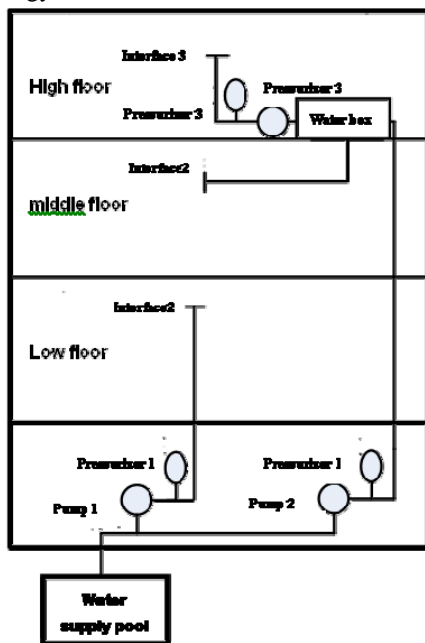 gy
Interface 3
High floor
Pressurizer 3
Pressurizer 3
Water box
Interface2
middle floor
Interface2
Low floor
Pressurizer 1
Pressurizer 1
Pump 1
Pump 2
Water
supply pool